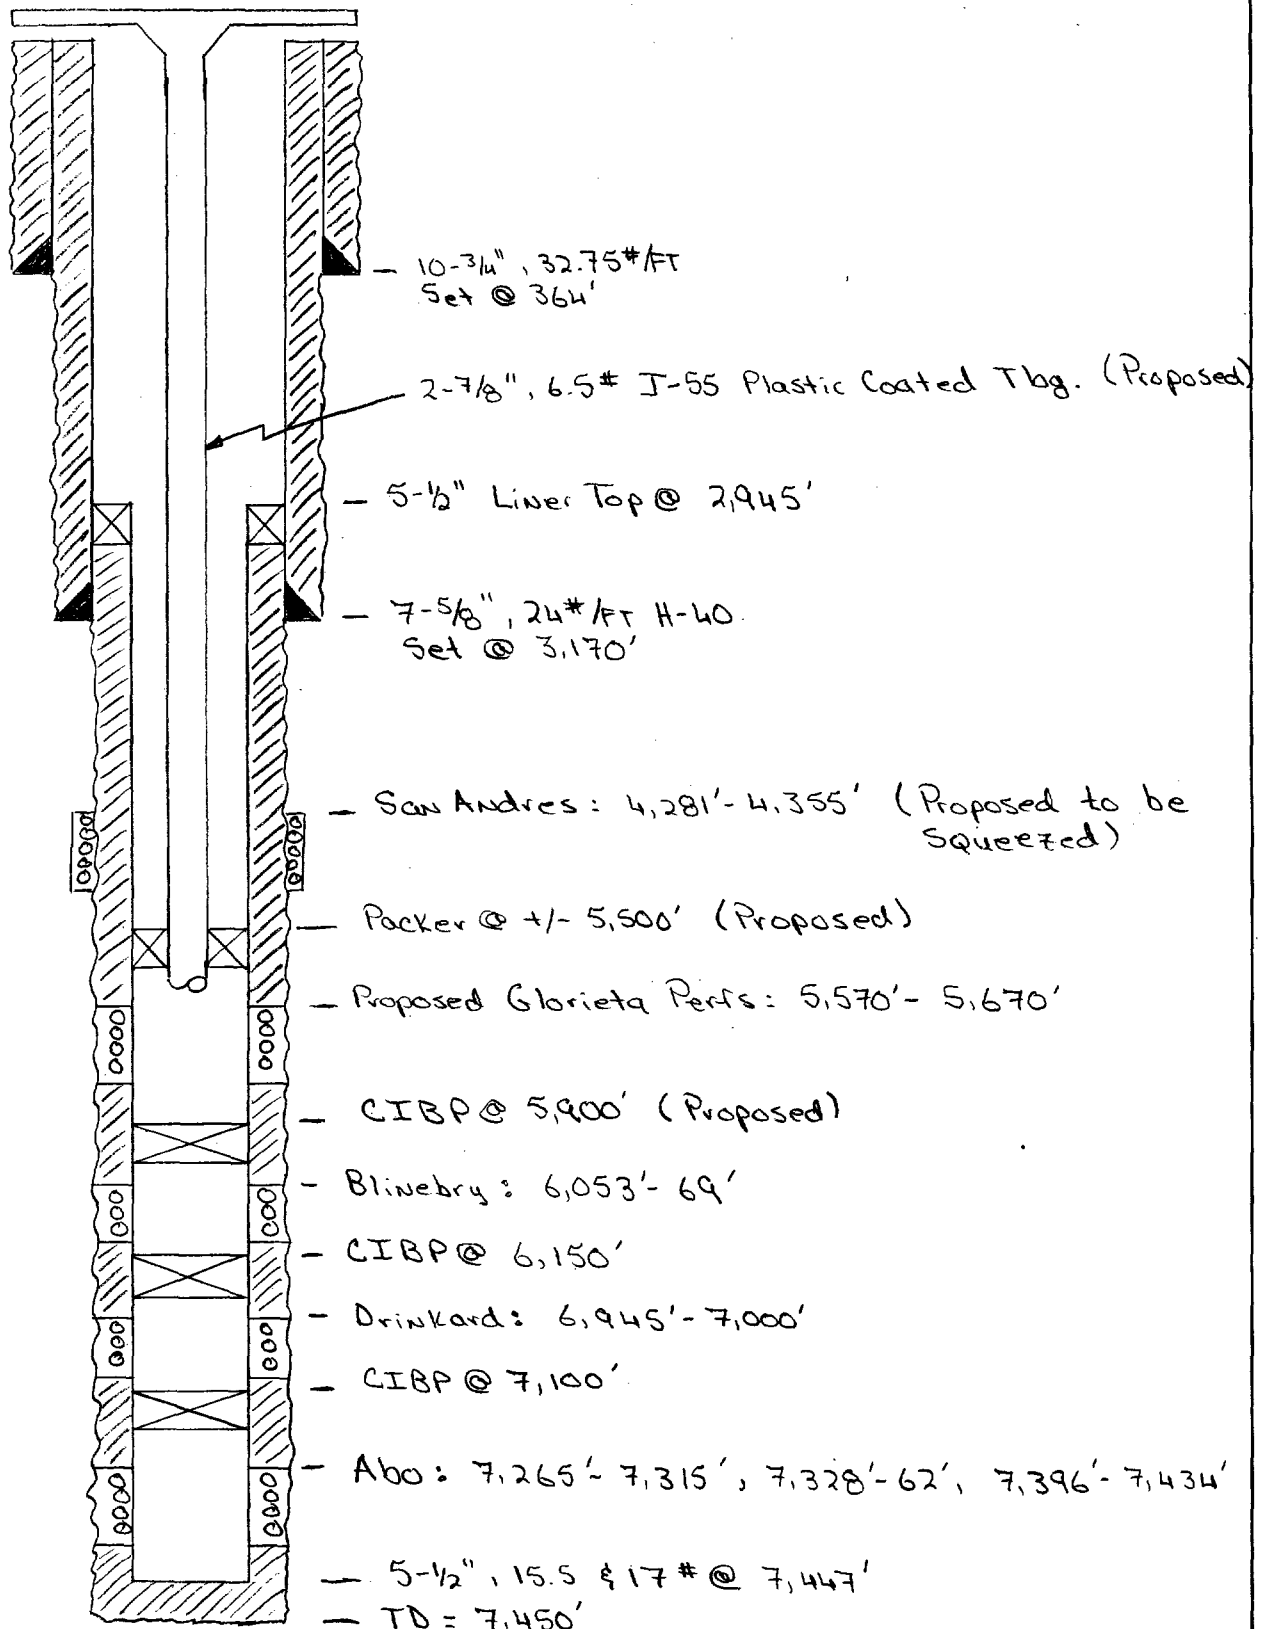 10-3/4", 32.75#/FT
Set @ 364'
2-7/8", 6.5# J-55 Plastic Coated Tbg. (Proposed)
5-1/2" Liner Top @ 2,945'
7-5/8", 24#/FT H-40.
Set @ 3,170'
San Andres: 4,281'-4,355' (Proposed to be
Squeezed)
Packer @ +/- 5,500' (Proposed)
Proposed Glorieta Perfs: 5,570'- 5,670'
CIBP@ 5,900' (Proposed)
Blinebry: 6,053'- 69'
CIBP@ 6,150'
Drinkard: 6,945'- 7,000'
CIBP @ 7,100'
Abo: 7,265'- 7,315', 7,328'-62', 7,396'- 7,434'
5-1/2", 15.5 & 17# @ 7,447'
TD = 7,450'